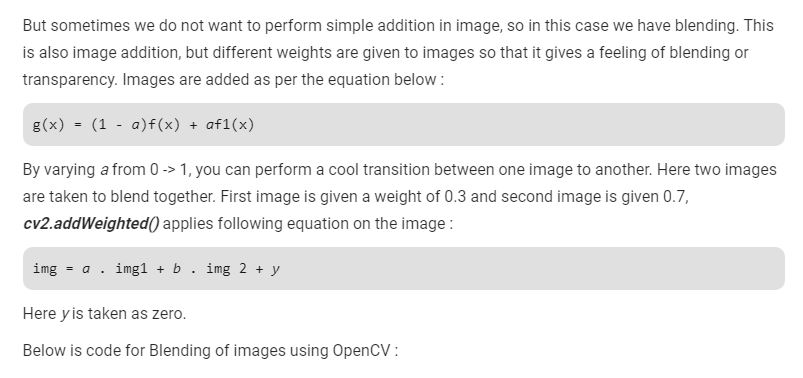 But sometimes we do not want to perform simple addition in image, so in this case we have blending. This
is also image addition, but different weights are given to images so that it gives a feeling of blending or
transparency. Images are added as per the equation below :
g(x) = (1 - a)f(x) + af1(x)
By varying a from 0 -> 1, you can perform a cool transition between one image to another. Here two images
are taken to blend together. First image is given a weight of 0.3 and second image is given 0.7,
cv2.addWeighted() applies following equation on the image :
img = a . img1 + b . img 2 + y
Here y is taken as zero.
Below is code for Blending of images using OpenCV :